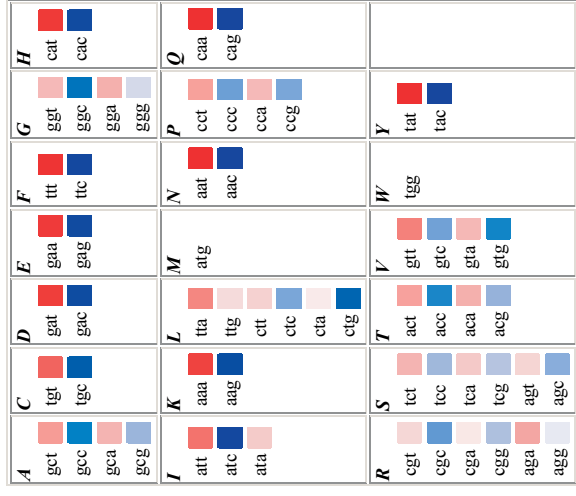 A
gct
gcc
gca
gcg
C
tgt
tgc
D
gat
gac
E
gaa
gag
F
ttt
ttc
G
ggt
ggc
gga
ggg
H
cat
cac
I
att
atc
ata
K
aaa
aag
L
tta
ttg
ctt
ctc
cta
ctg
M
atg
N
aat
aac
P
cct
ccc
cca
ccg
Q
caa
cag
R
cgt
cgc
cga
cgg
aga
agg
S
tct
tcc
tca
tcg
agt
agc
T
act
acc
aca
acg
V
gtt
gtc
gta
gtg
W
tgg
Y
tat
tac